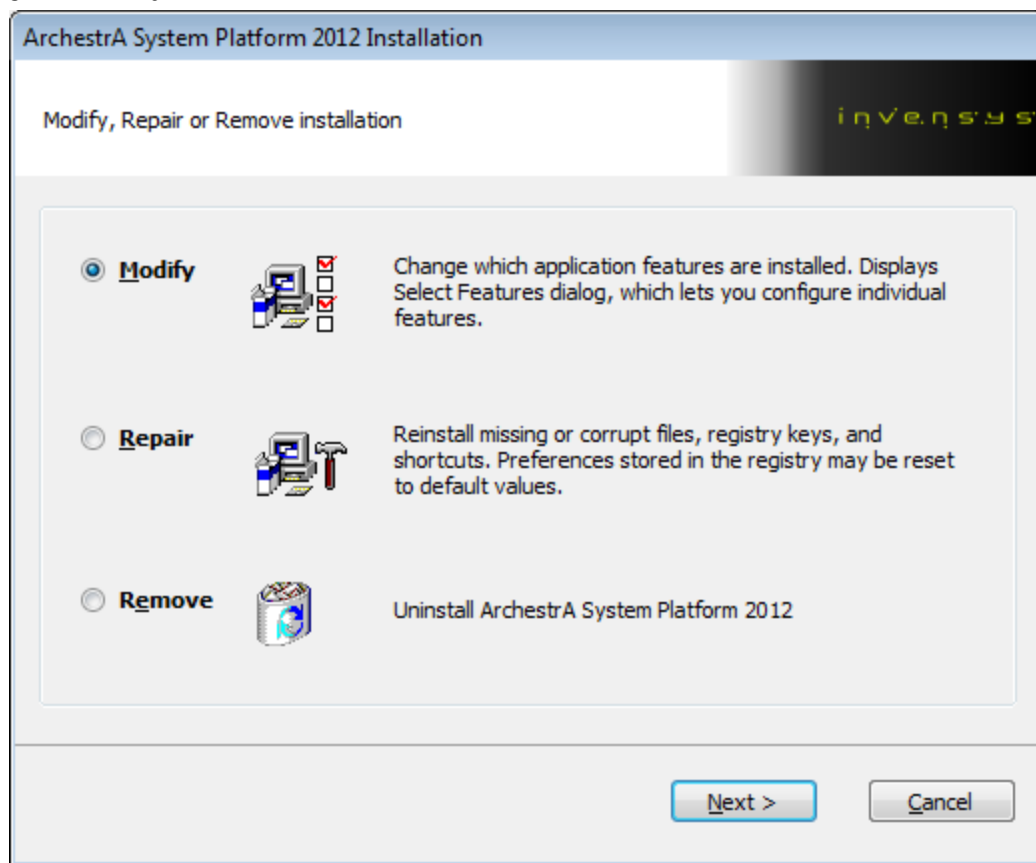 ArchestrA System Platform 2012 Installation
Modify, Repair or Remove installation
invensys
Modify
Change which application features are installed. Displays
Select Features dialog, which lets you configure individual
features.
Repair
Reinstall missing or corrupt files, registry keys, and
shortcuts. Preferences stored in the registry may be reset
to default values.
Remove
Uninstall ArchestrA System Platform 2012
Next >
Cancel